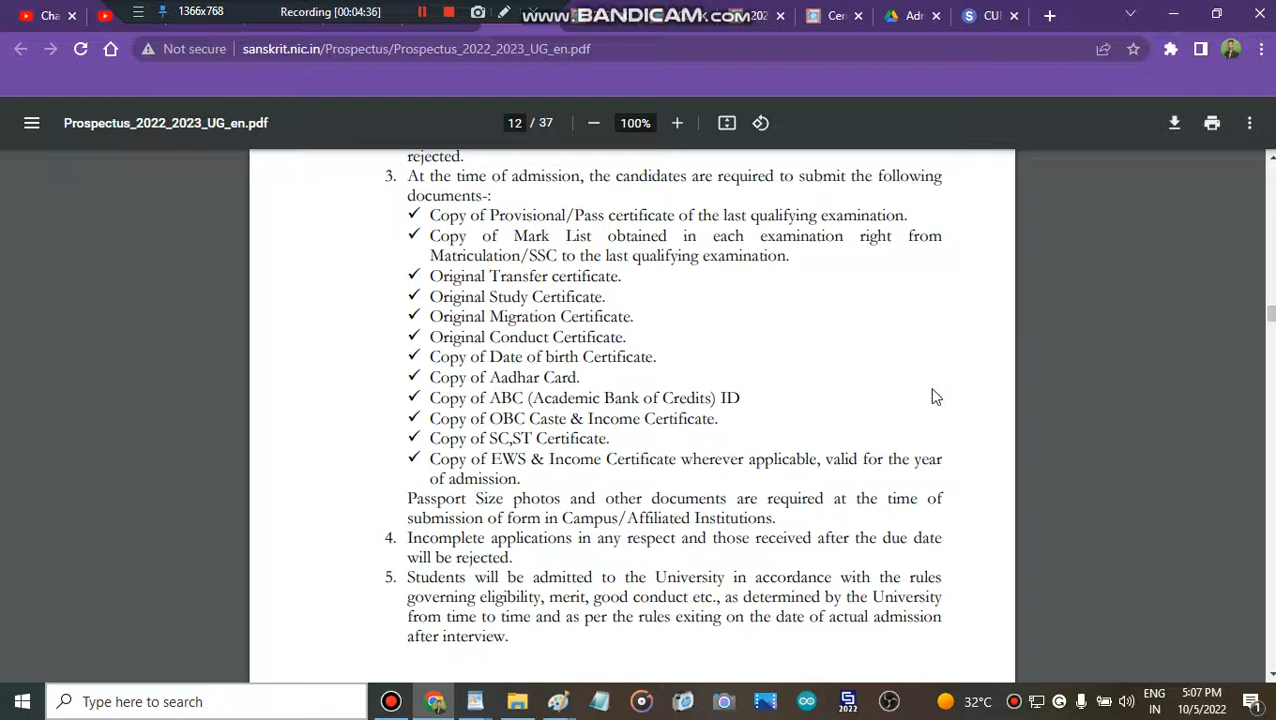 Cha
1366x768
Recording [00:04:36]
www.BANDICAM.com
202
Cer
Adr
CU
Not secure
sanskrit.nic.in/Prospectus/Prospectus_2022_2023_UG_en.pdf
Prospectus_2022_2023_UG_en.pdf
12 / 37
100%
rejected.
3. At the time of admission, the candidates are required to submit the following
documents-:
✓ Copy of Provisional/Pass certificate of the last qualifying examination.
✓ Copy of Mark List obtained in each examination right from
Matriculation/SSC to the last qualifying examination.
✓ Original Transfer certificate.
✓ Original Study Certificate.
✓ Original Migration Certificate.
✓ Original Conduct Certificate.
✓ Copy of Date of birth Certificate.
✓ Copy of Aadhar Card.
✓ Copy of ABC (Academic Bank of Credits) ID
✓ Copy of OBC Caste & Income Certificate.
✓ Copy of SC,ST Certificate.
✓ Copy of EWS & Income Certificate wherever applicable, valid for the year
of admission.
Passport Size photos and other documents are required at the time of
submission of form in Campus/Affiliated Institutions.
4. Incomplete applications in any respect and those received after the due date
will be rejected.
5. Students will be admitted to the University in accordance with the rules
governing eligibility, merit, good conduct etc., as determined by the University
from time to time and as per the rules exiting on the date of actual admission
after interview.
Type here to search
2022
32°C
ENG
IN
5:07 PM
10/5/2022
1